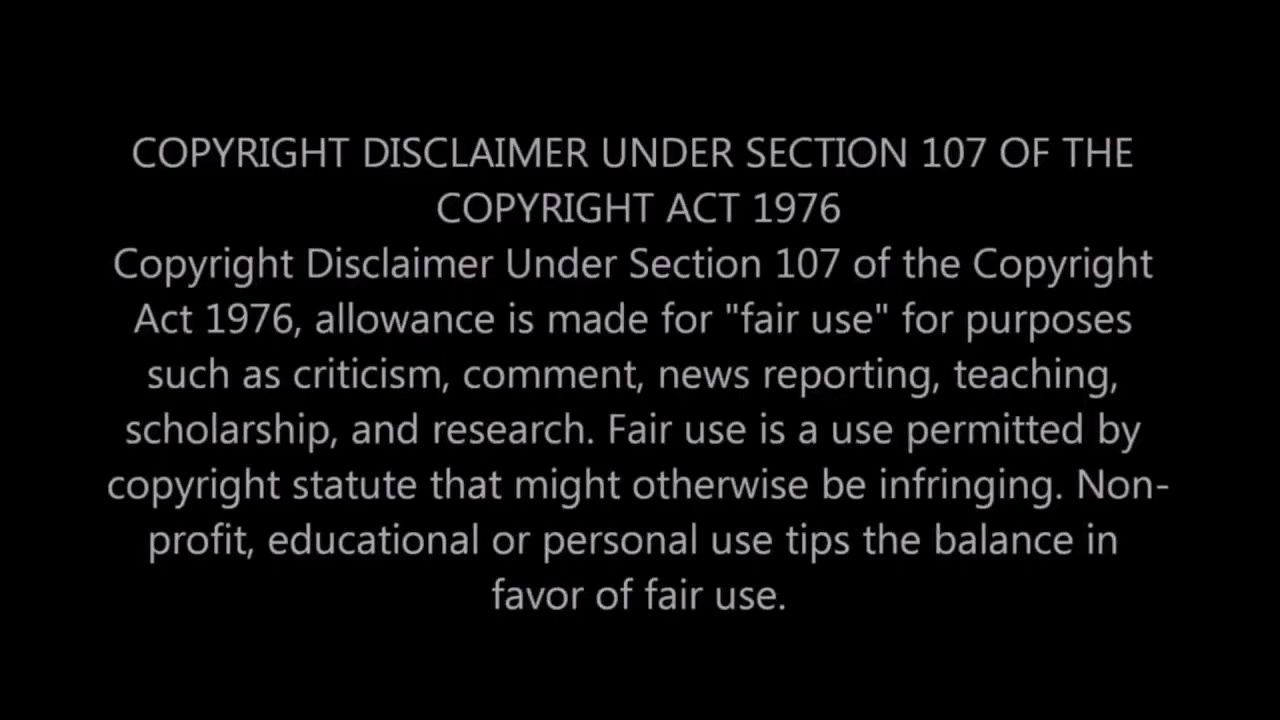 COPYRIGHT DISCLAIMER UNDER SECTION 107 OF THE
COPYRIGHT ACT 1976
Copyright Disclaimer Under Section 107 of the Copyright
Act 1976, allowance is made for "fair use" for purposes
such as criticism, comment, news reporting, teaching,
scholarship, and research. Fair use is a use permitted by
copyright statute that might otherwise be infringing. Non-
profit, educational or personal use tips the balance in
favor of fair use.